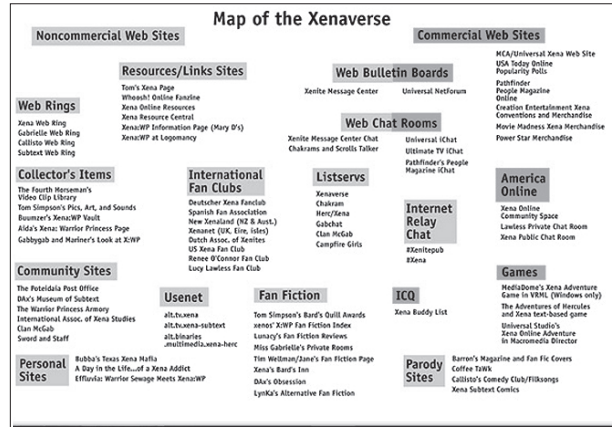 Map of the Xenaverse
Noncommercial Web Sites
Commercial Web Sites
MCA/Universal Xena Web Site
USA Today Online
Popularity Polls
Pathfinder
People Magazine
Online
Creation Entertainment Xena
Conventions and Merchandise
Movie Madness Xena Merchandise
Power Star Merchandise
Resources/Links Sites
Tom's Xena Page
Whoosh! Online Fanzine
Xena Online Resources
Xena Resource Central
Xena:WP Information Page (Mary D's)
Xena:WP at Logomancy
Web Bulletin Boards
Xenite Message Center
Universal Netforum
Web Rings
Xena Web Ring
Gabrielle Web Ring
Callisto Web Ring
Subtext Web Ring
Web Chat Rooms
Xenite Message Center Chat
Chakrams and Scrolls Talker
Universal iChat
Ultimate TV iChat
Pathfinder's People
Magazine iChat
Collector's Items
The Fourth Horseman's
Video Clip Library
Tom Simpson's Pics, Art, and Sounds
Buumzer's Xena:WP Vault
Aida's Xena: Warrior Princess Page
Gabbygab and Mariner's Look at X:WP
International
Fan Clubs
Deutscher Xena Fanclub
Spanish Fan Association
New Xenaland (NZ & Aust.)
Xenanet (UK, Eire, isles)
Dutch Assoc. of Xenites
US Xena Fan Club
Renee O'Connor Fan Club
Lucy Lawless Fan Club
Listservs
Xenaverse
Chakram
Herc/Xena
Gabchat
Clan McGab
Campfire Girls
Internet
Relay
Chat
#Xenitepub
#Xena
America
Online
Xena Online
Community Space
Lawless Private Chat Room
Xena Public Chat Room
Community Sites
The Poteidaia Post Office
DAx's Museum of Subtext
The Warrior Princess Armory
International Assoc. of Xena Studies
Clan McGab
Sword and Staff
Usenet
alt.tv.xena
alt.tv.xena-subtext
alt.binaries
.multimedia.xena-herc
Fan Fiction
Tom Simpson's Bard's Quill Awards
xenos' X:WP Fan Fiction Index
Lunacy's Fan Fiction Reviews
Miss Gabrielle's Private Rooms
Tim Wellman/Jane's Fan Fiction Page
Xena's Bard's Inn
DAx's Obsession
LynKa's Alternative Fan Fiction
ICQ
Xena Buddy List
Games
MediaDome's Xena Adventure
Game in VRML (Windows only)
The Adventures of Hercules
and Xena text-based game
Universal Studio's
Xena Online Adventure
in Macromedia Director
Personal
Sites
Bubba's Texas Xena Mafia
A Day in the Life...of a Xena Addict
Effluvia: Warrior Sewage Meets Xena:WP
Parody
Sites
Barron's Magazine and Fan Fic Covers
Coffee TaWk
Callisto's Comedy Club/Filksongs
Xena Subtext Comics